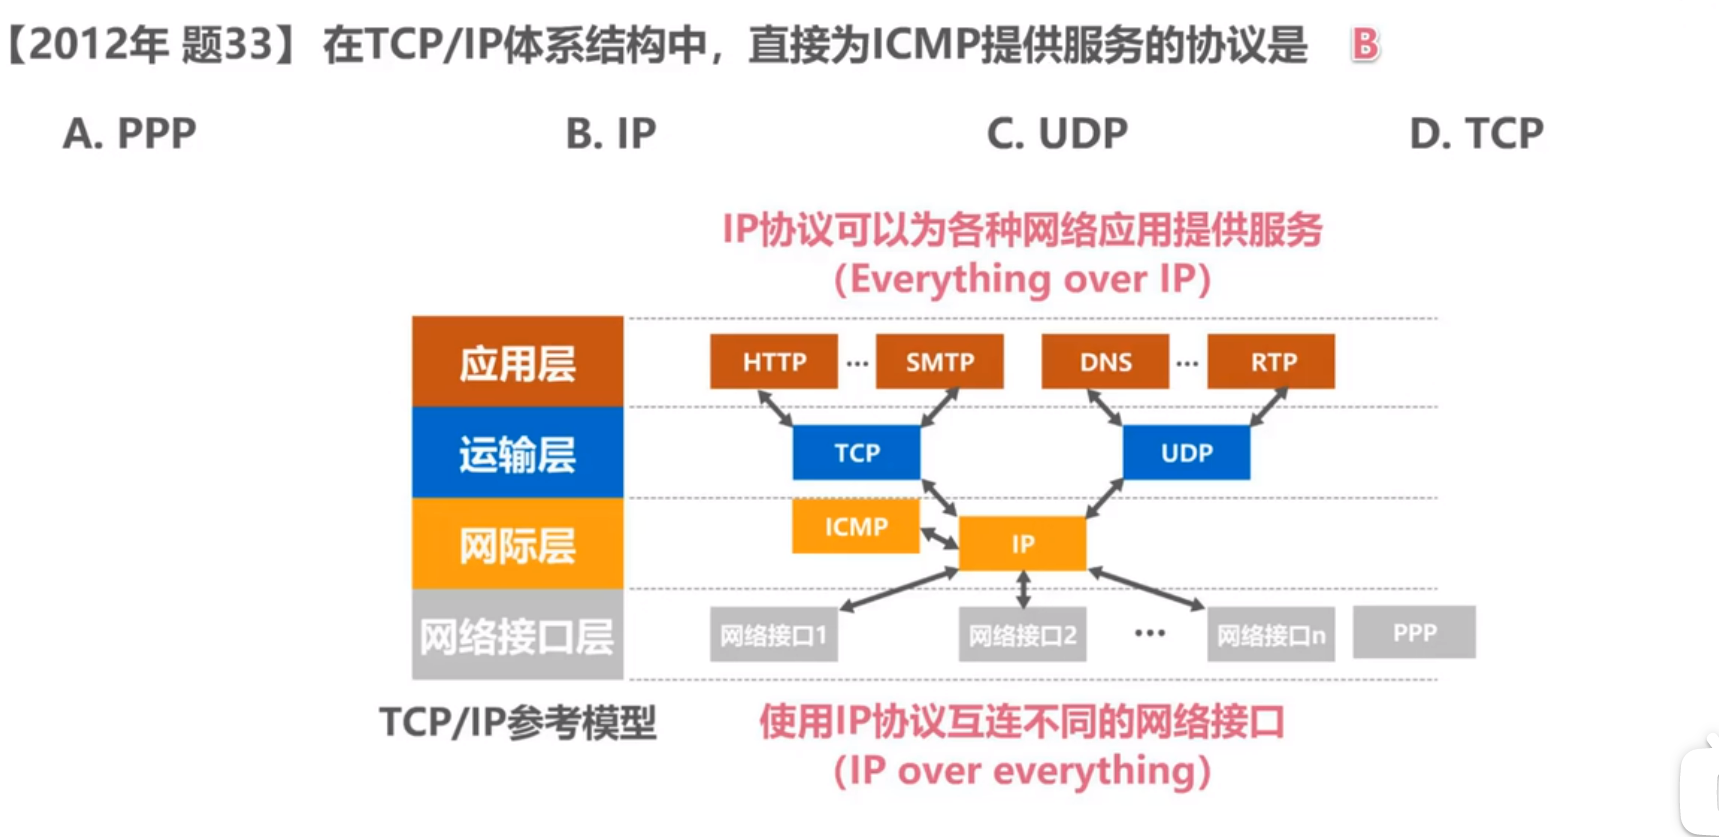 【2012年 题33】 在TCP/IP体系结构中，直接为ICMP提供服务的协议是 B
A. PPP B. IP C. UDP D. TCP
IP协议可以为各种网络应用提供服务
（Everything over IP）
应用层 HTTP ··· SMTP DNS ··· RTP
运输层 TCP UDP
网际层 ICMP IP
网络接口层 网络接口1 网络接口2 ··· 网络接口n PPP
TCP/IP参考模型 使用IP协议互连不同的网络接口
（IP over everything）